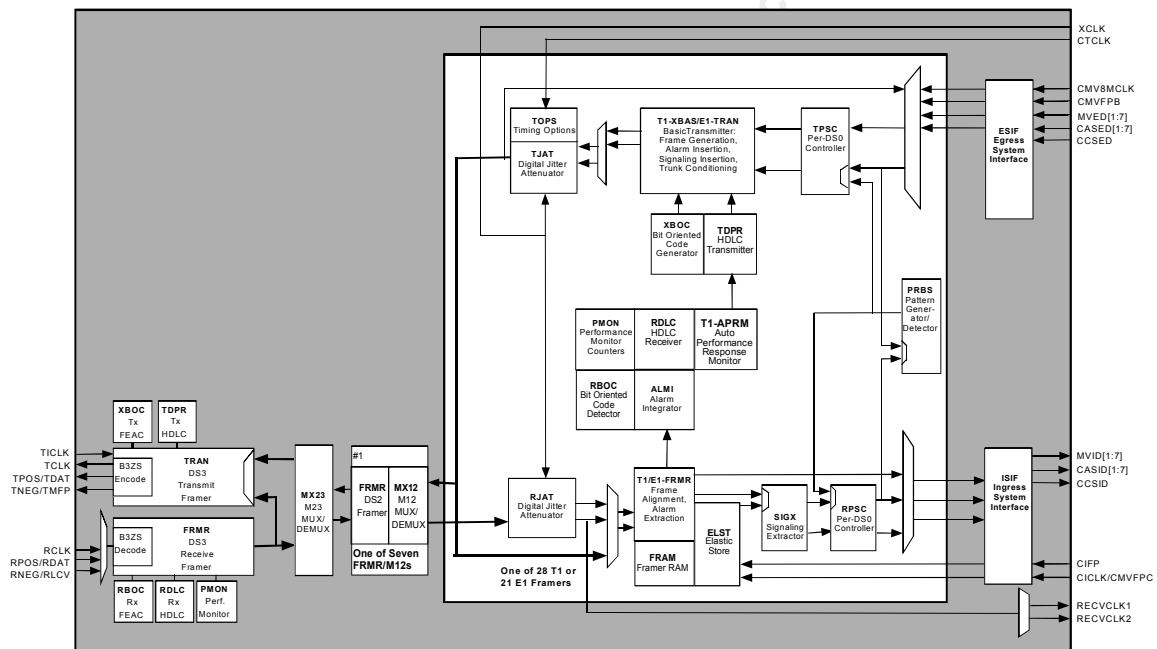 XCLK
CTCLK
CMV8MCLK
CMVFPB
MVED[1:7]
CASED[1:7]
CCSED
ESIF
Egress
System
Interface
TOPS
Timing Options
TJAT
Digital Jitter
Attenuator
T1-XBAS/E1-TRAN
BasicTransmitter:
Frame Generation,
Alarm Insertion,
Signaling Insertion,
Trunk Conditioning
TPSC
Per-DS0
Controller
XBOC
Bit Oriented
Code
Generator
TDPR
HDLC
Transmitter
PRBS
Pattern
Gener-
ator/
Detector
PMON
Performance
Monitor
Counters
RDLC
HDLC
Receiver
T1-APRM
Auto
Performance
Response
Monitor
RBOC
Bit Oriented
Code
Detector
ALMI
Alarm
Integrator
XBOC
Tx
FEAC
TDPR
Tx
HDLC
TICLK
TCLK
TPOS/TDAT
TNEG/TMFP
B3ZS
Encode
TRAN
DS3
Transmit
Framer
RCLK
RPOS/RDAT
RNEG/RLCV
B3ZS
Decode
FRMR
DS3
Receive
Framer
RBOC
Rx
FEAC
RDLC
Rx
HDLC
PMON
Perf.
Monitor
MX23
M23
MUX/
DEMUX
#1
FRMR
DS2
Framer
MX12
M12
MUX/
DEMUX
One of Seven
FRMR/M12s
RJAT
Digital Jitter
Attenuator
One of 28 T1 or
21 E1 Framers
T1/E1-FRMR
Frame
Alignment,
Alarm
Extraction
FRAM
Framer RAM
ELST
Elastic
Store
SIGX
Signaling
Extractor
RPSC
Per-DS0
Controller
ISIF
Ingress
System
Interface
MVID[1:7]
CASID[1:7]
CCSID
CIFP
CICLK/CMVFPC
RECVCLK1
RECVCLK2